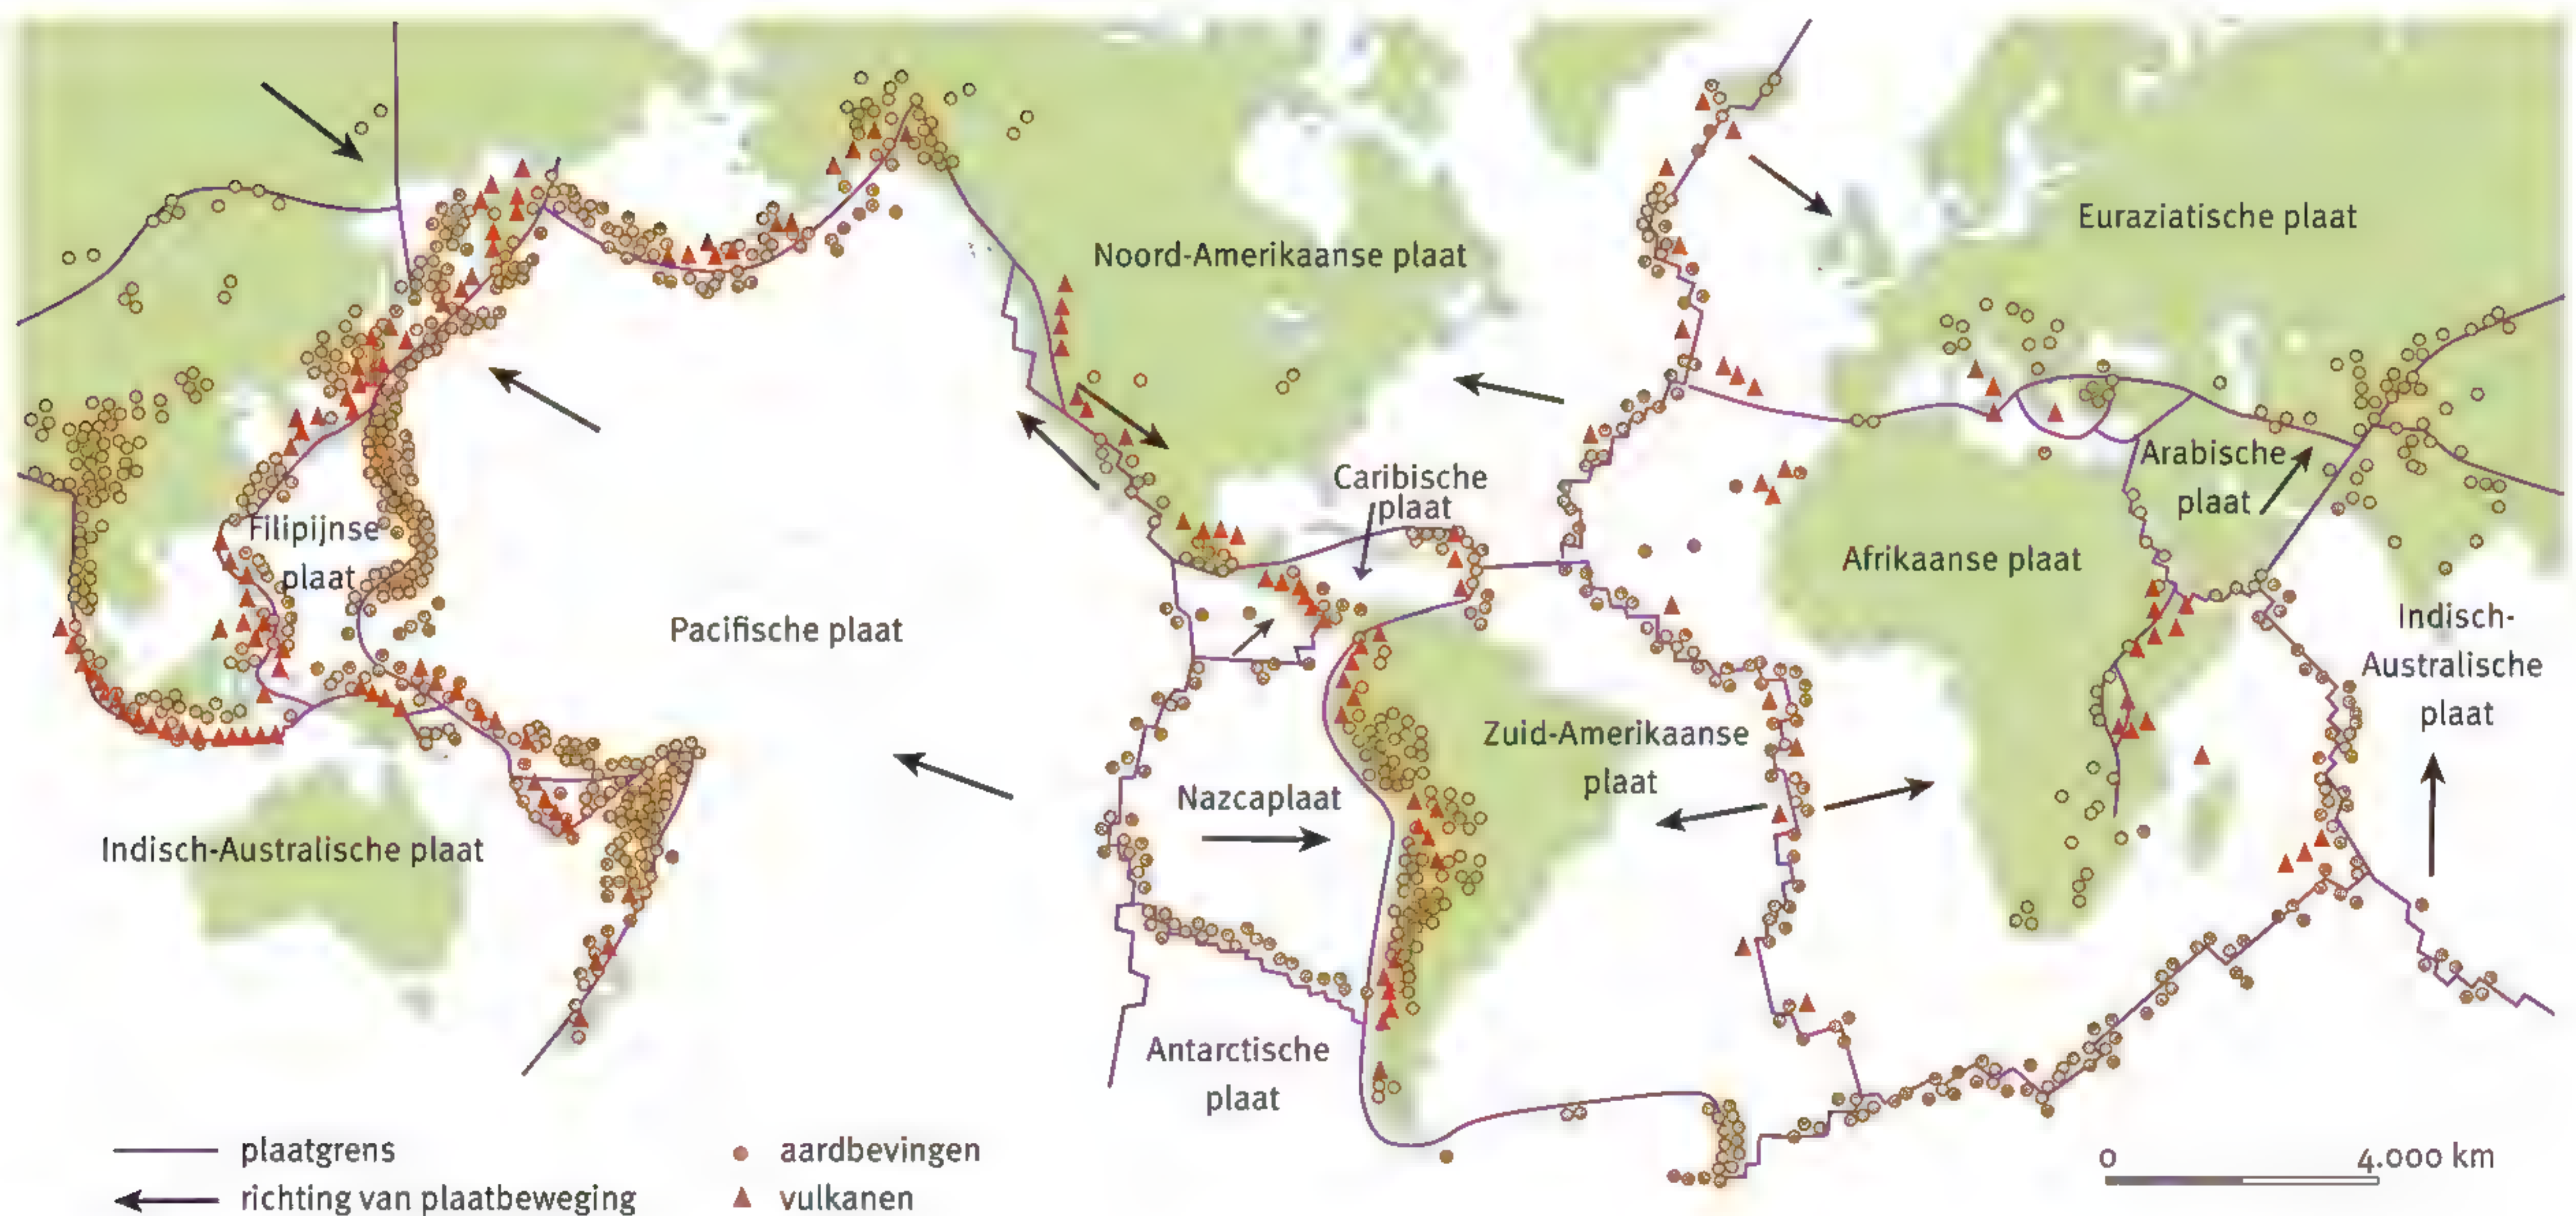 Noord-Amerikaanse plaat
Euraziatische plaat
Caribische
plaat
Arabische
plaat
Filipijnse
plaat
Afrikaanse plaat
Pacifische plaat
Indisch-
Australische
plaat
Zuid-Amerikaanse
plaat
Nazcaplaat
Indisch-Australische plaat
Antarctische
plaat
plaatgrens
richting van plaatbeweging
aardbevingen
vulkanen
0 4.000 km